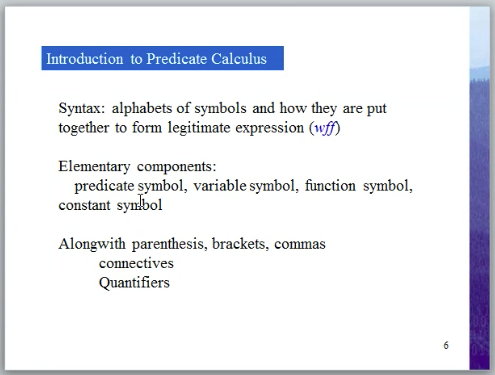 Introduction to Predicate Calculus
Syntax: alphabets of symbols and how they are put
together to form legitimate expression (wff)
Elementary components:
predicate symbol, variable symbol, function symbol,
constant symbol
Alongwith parenthesis, brackets, commas
connectives
Quantifiers
6